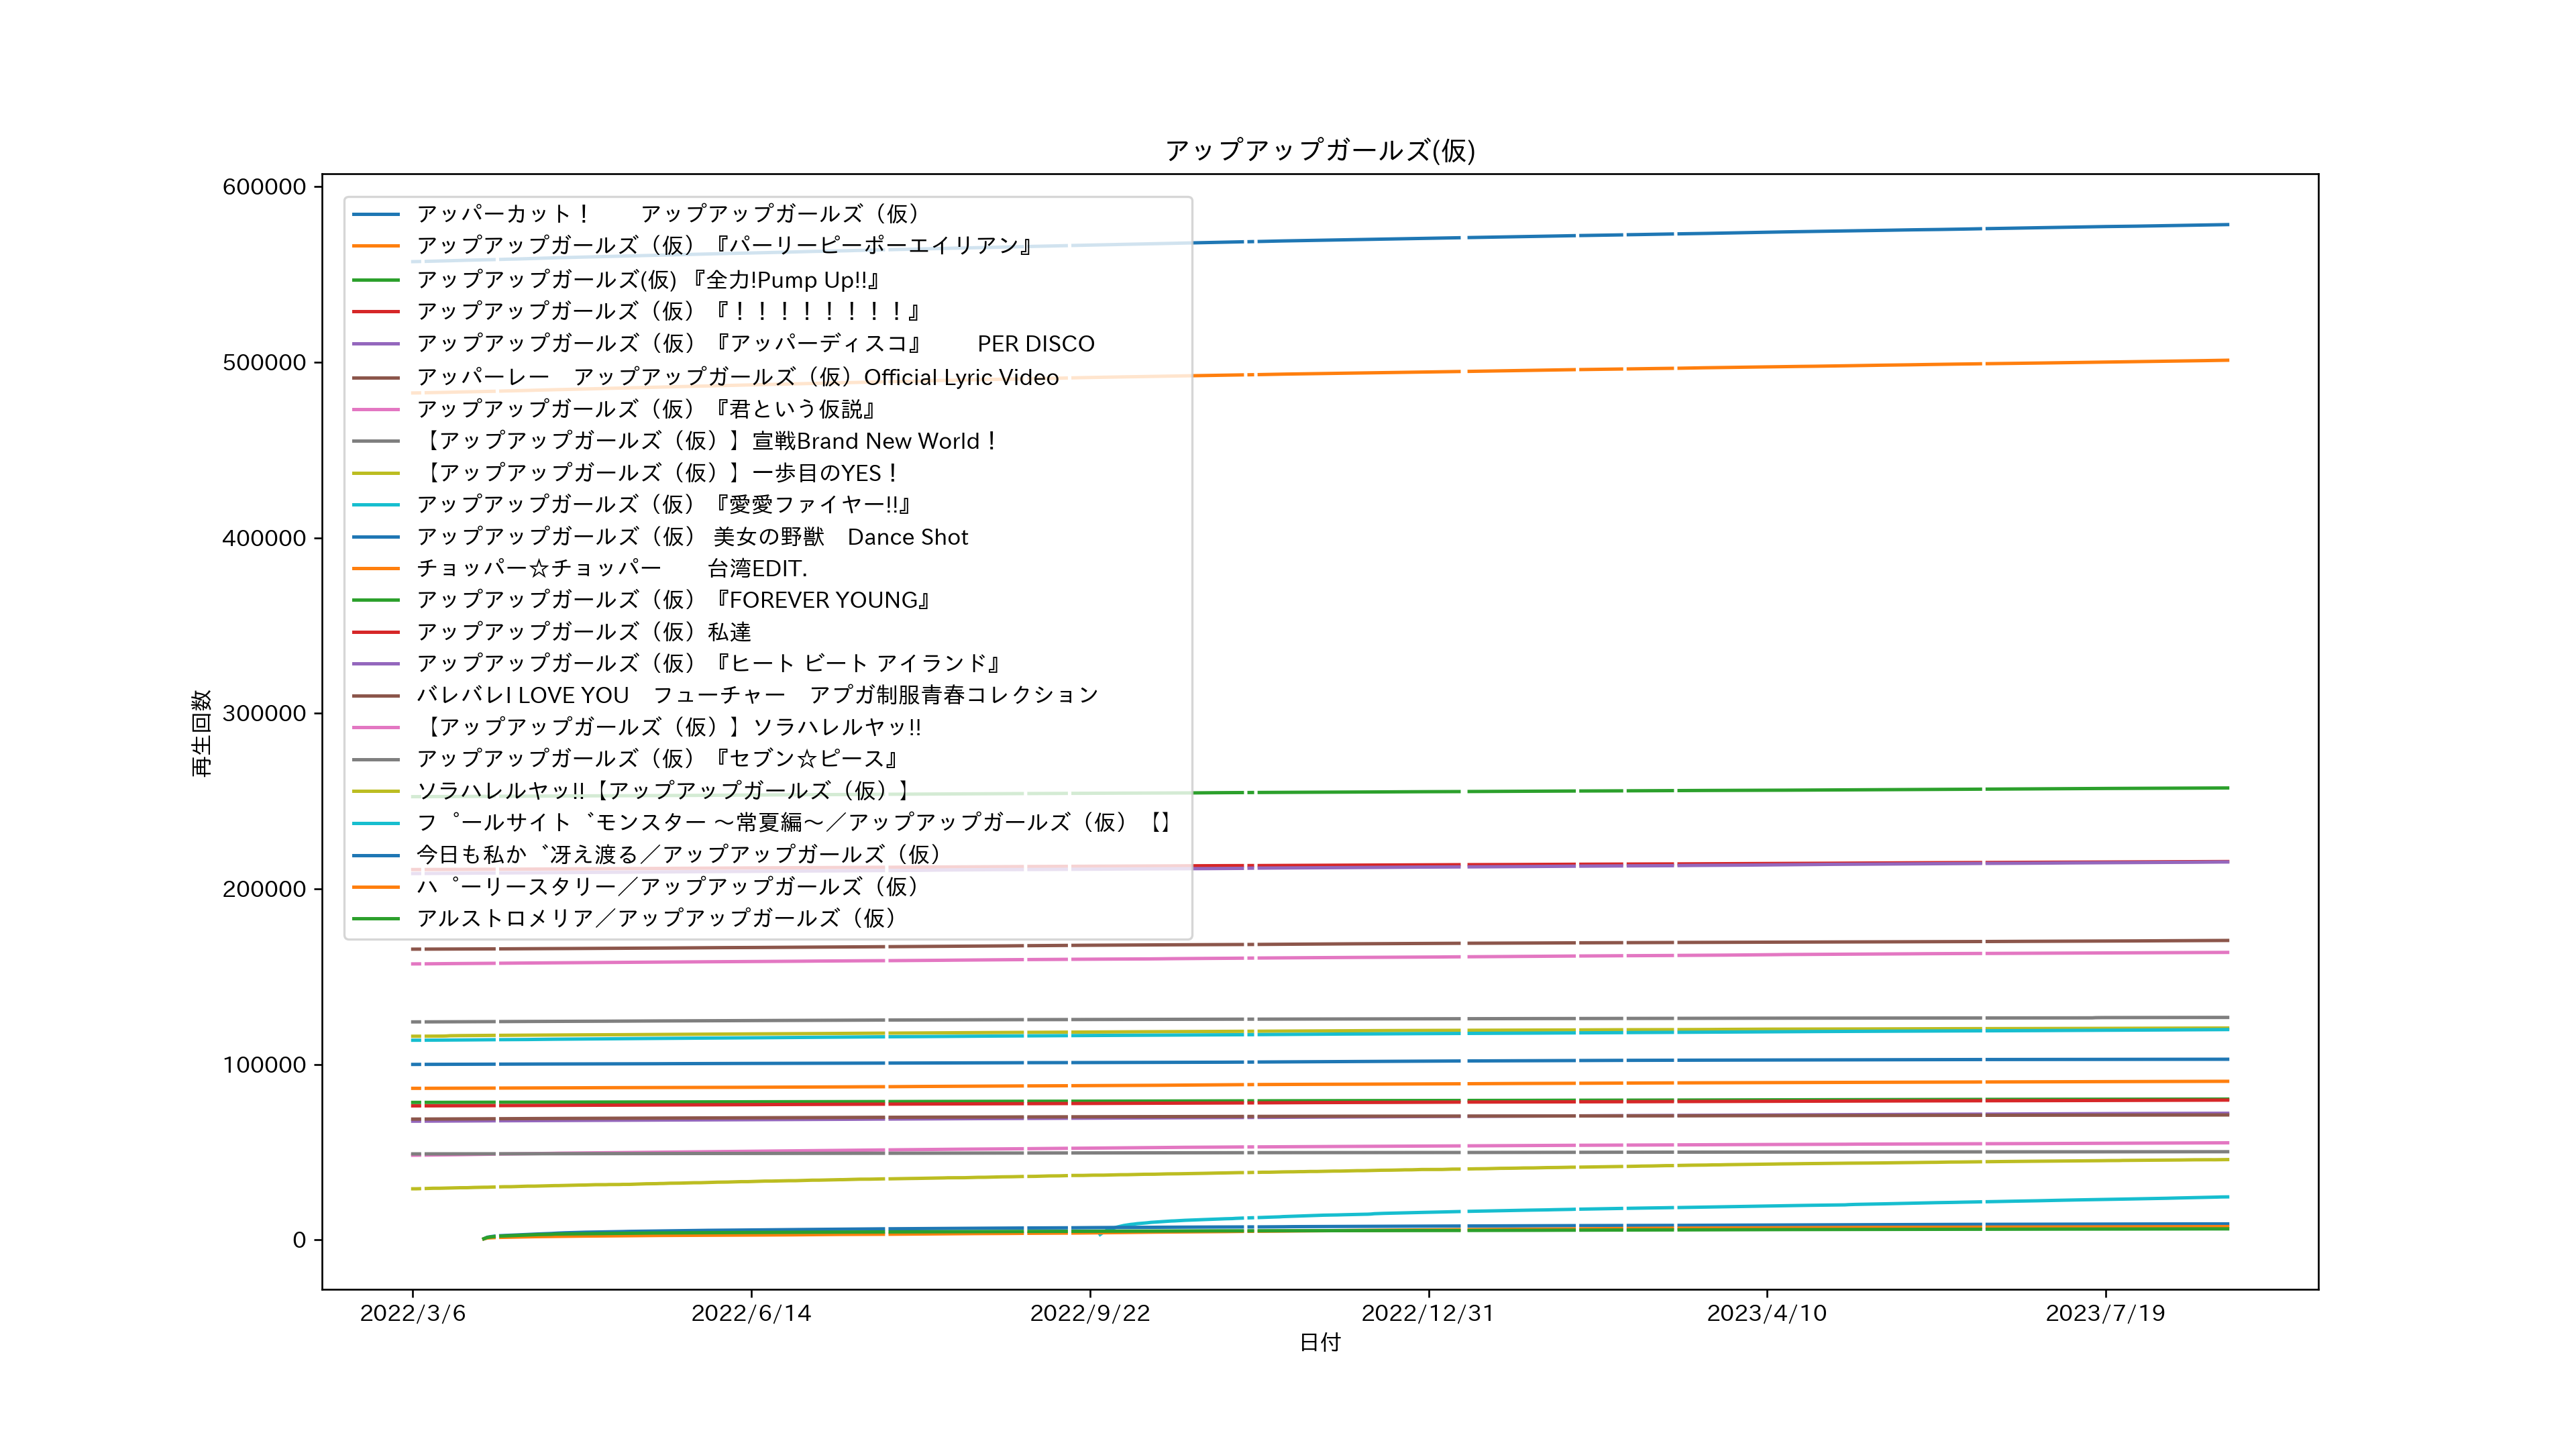 アップアップガールズ(仮)
600000
500000
400000
300000
200000
100000
0
再生回数
アッパーカット！　　アップアップガールズ（仮）
アップアップガールズ（仮）『パーリーピーポーエイリアン』
アップアップガールズ(仮) 『全力!Pump Up!!』
アップアップガールズ（仮）『！！！！！！！！』
アップアップガールズ（仮）『アッパーディスコ』　　PER DISCO
アッパーレー　アップアップガールズ（仮）Official Lyric Video
アップアップガールズ（仮）『君という仮説』
【アップアップガールズ（仮）】宣戦Brand New World！
【アップアップガールズ（仮）】一歩目のYES！
アップアップガールズ（仮）『愛愛ファイヤー!!』
アップアップガールズ（仮） 美女の野獣　Dance Shot
チョッパー☆チョッパー　　台湾EDIT.
アップアップガールズ（仮）『FOREVER YOUNG』
アップアップガールズ（仮）私達
アップアップガールズ（仮）『ヒート ビート アイランド』
バレバレI LOVE YOU　フューチャー　アプガ制服青春コレクション
【アップアップガールズ（仮）】ソラハレルヤッ!!
アップアップガールズ（仮）『セブン☆ピース』
ソラハレルヤッ!!【アップアップガールズ（仮）】
フ゜ールサイト゛モンスター 〜常夏編〜／アップアップガールズ（仮）【】
今日も私か゛冴え渡る／アップアップガールズ（仮）
ハ゜ーリースタリー／アップアップガールズ（仮）
アルストロメリア／アップアップガールズ（仮）
2022/3/6
2022/6/14
2022/9/22
2022/12/31
2023/4/10
2023/7/19
日付